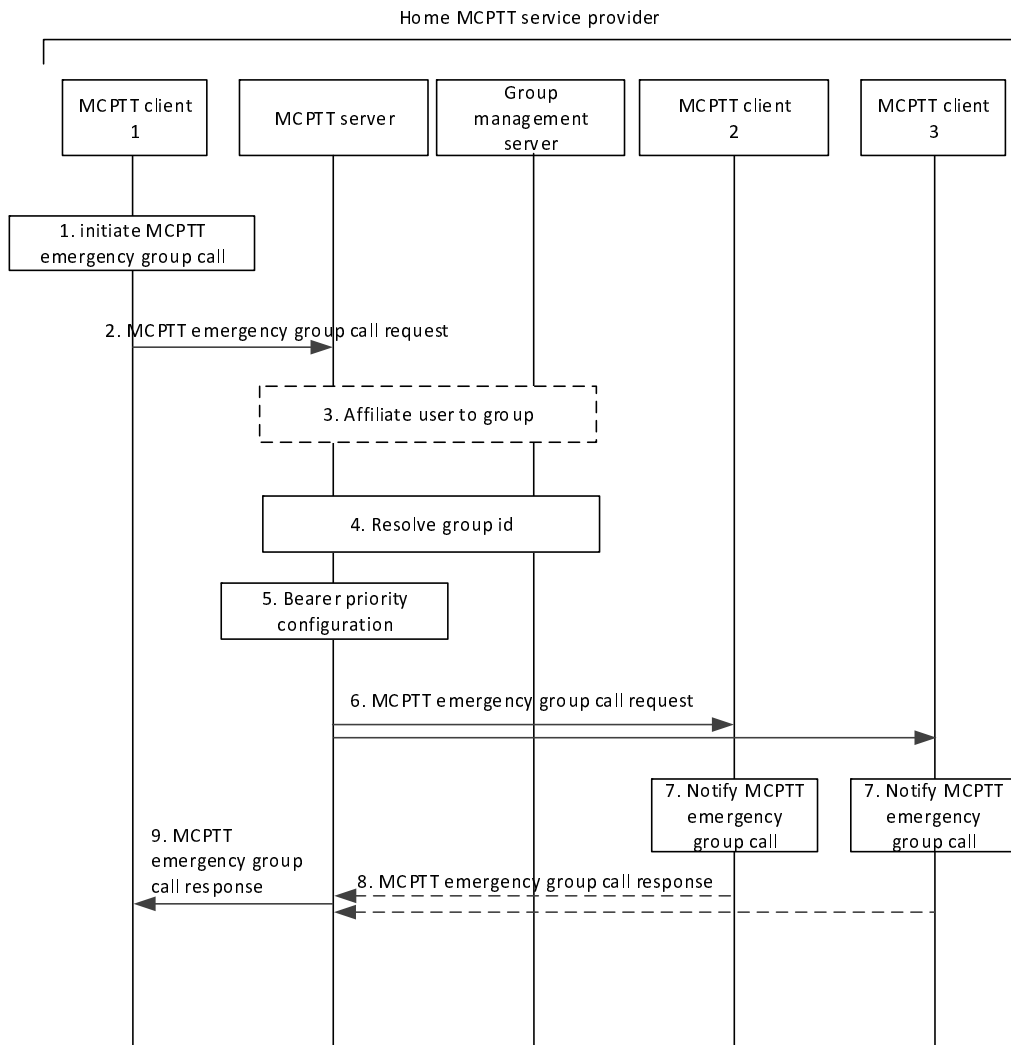 Home MCPTT service provider
MCPTT client
1
MCPTT server
Group
management
server
MCPTT client
2
MCPTT client
3
1. initiate MCPTT
emergency group call
2. MCPTT emergency group call request
3. Affiliate user to group
4. Resolve group id
5. Bearer priority
configuration
6. MCPTT emergency group call request
7. Notify MCPTT
emergency
group call
7. Notify MCPTT
emergency
group call
8. MCPTT emergency group call response
9. MCPTT
emergency group
call response